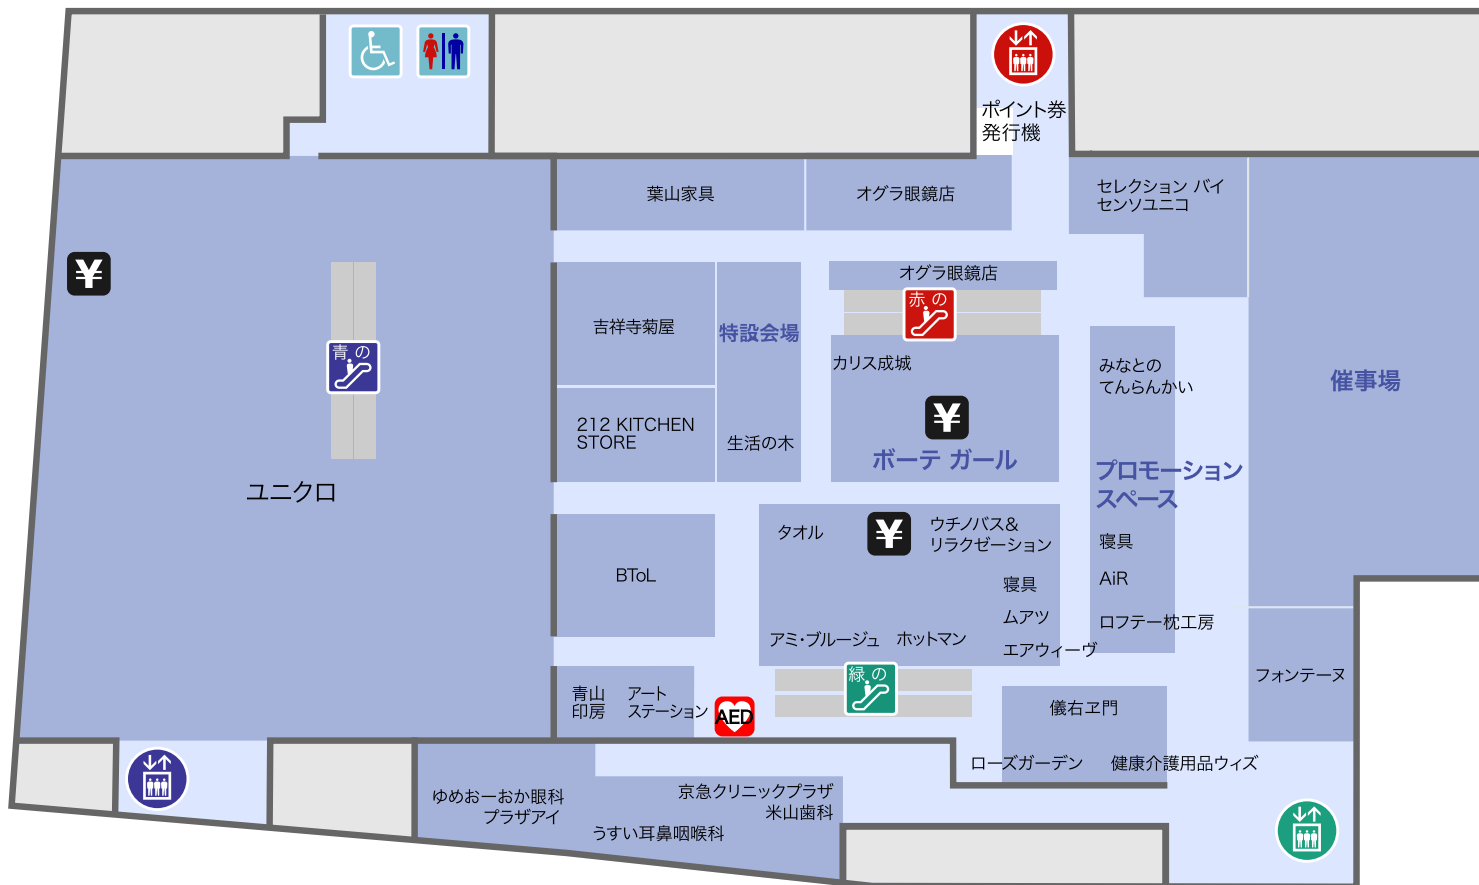 ポイント券
発行機
葉山家具
オグラ眼鏡店
セレクション バイ
センソユニコ
¥
青の
ユニクロ
吉祥寺菊屋
特設会場
212 KITCHEN
STORE
生活の木
オグラ眼鏡店
赤の
カリス成城
¥
ボーテ ガール
みなとの
てんらんかい
プロモーション
スペース
寝具
AiR
ロフテー枕工房
催事場
BToL
タオル
¥
ウチノバス&
リラクゼーション
寝具
ムアツ
エアウィーヴ
アミ・ブルージュ
ホットマン
緑の
フォンテーヌ
青山
印房
アート
ステーション
AED
儀右ヱ門
ローズガーデン
健康介護用品ウィズ
ゆめおーおか眼科
プラザアイ
京急クリニックプラザ
米山歯科
うすい耳鼻咽喉科